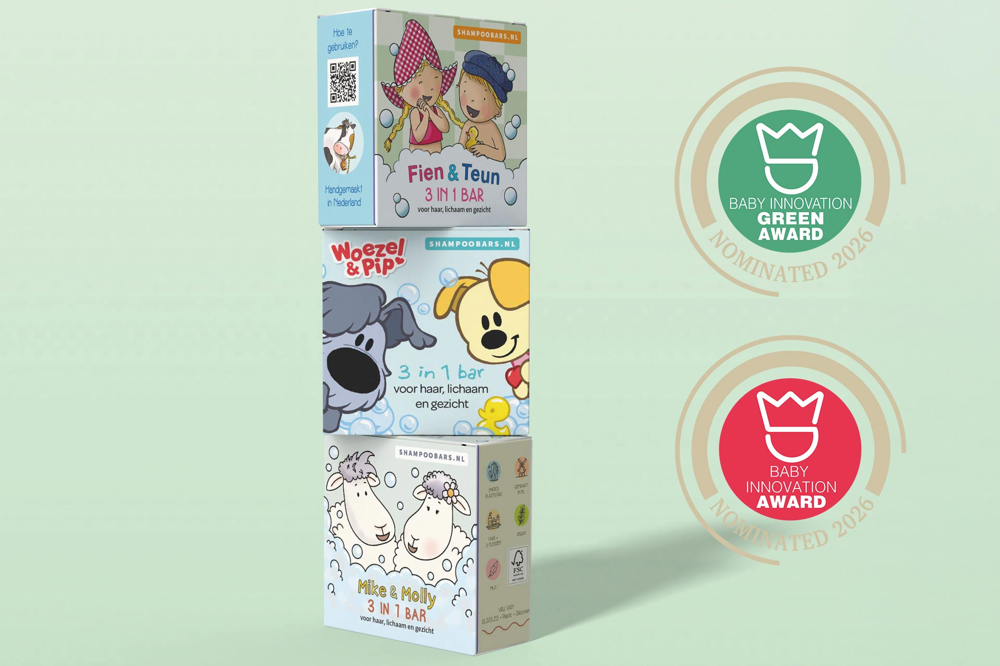 Hoe te
gebruiken?
Handgemaakt
in Nederland
SHAMPOOBARS.NL
Fien & Teun
3 IN 1 BAR
voor haar, lichaam en gezicht
Woezel
& Pip
SHAMPOOBARS.NL
3 in 1 bar
voor haar, lichaam
en gezicht
SHAMPOOBARS.NL
Mike & Molly
3 IN 1 BAR
voor haar, lichaam en gezicht
(MICRO)
PLASTICVRIJ
GEMAAKT
IN NL
1 BAR =
3 FLESSEN
VEGAN
MILD
FSC
www.fsc.org
VRIJ VAN
SLS/SLES • Plastic • Siliconen
BABY INNOVATION
GREEN
AWARD
NOMINATED 2026
BABY
INNOVATION
AWARD
NOMINATED 2026